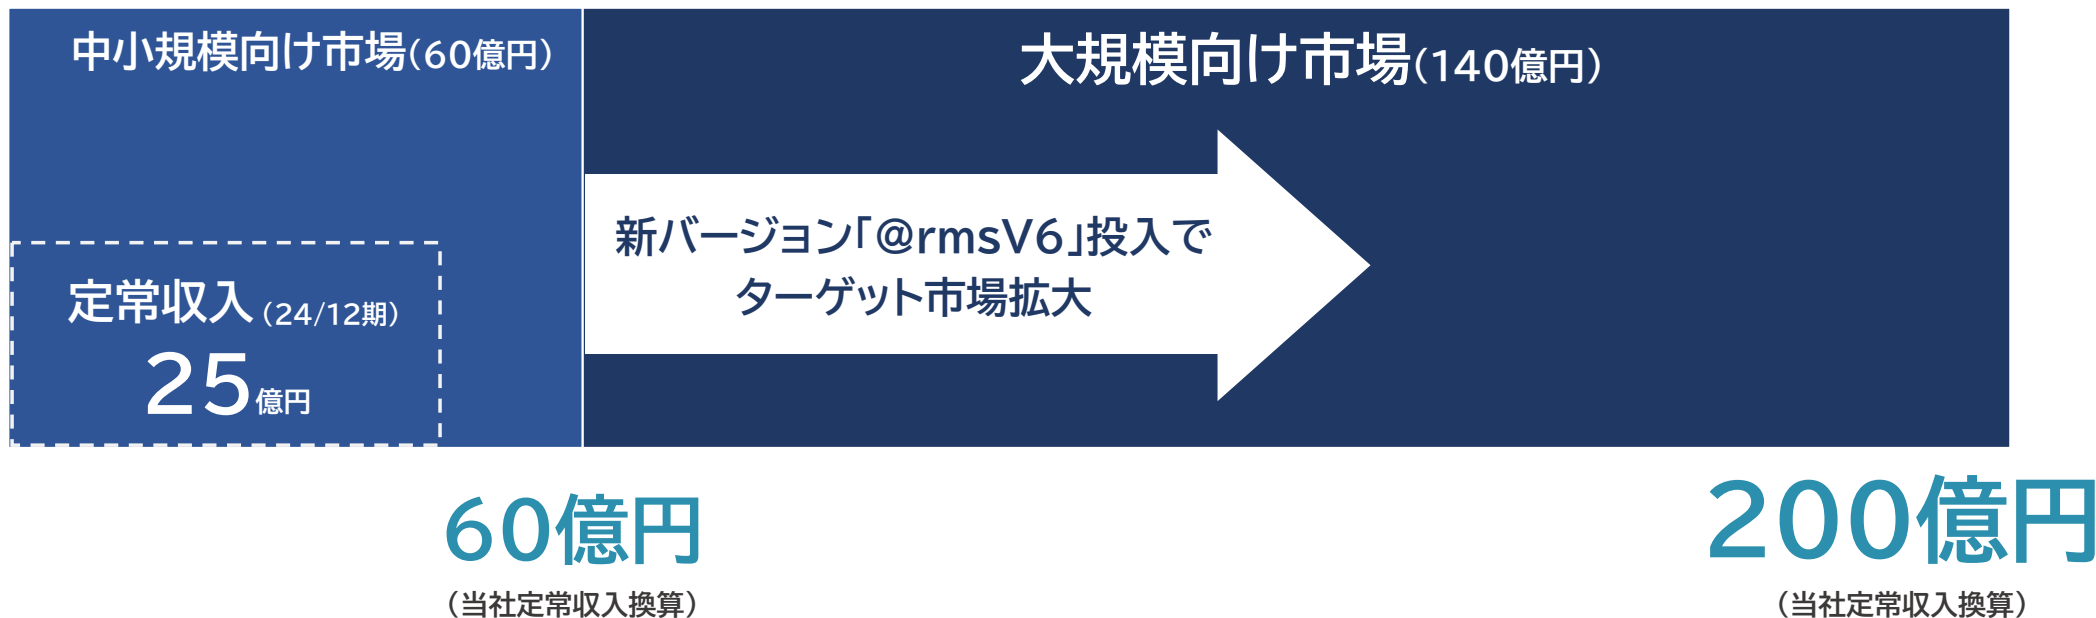 中小規模向け市場(60億円)
大規模向け市場(140億円)
新バージョン「@rmsV6」投入で
ターゲット市場拡大
定常収入(24/12期)
25億円
60億円
(当社定常収入換算)
200億円
(当社定常収入換算)